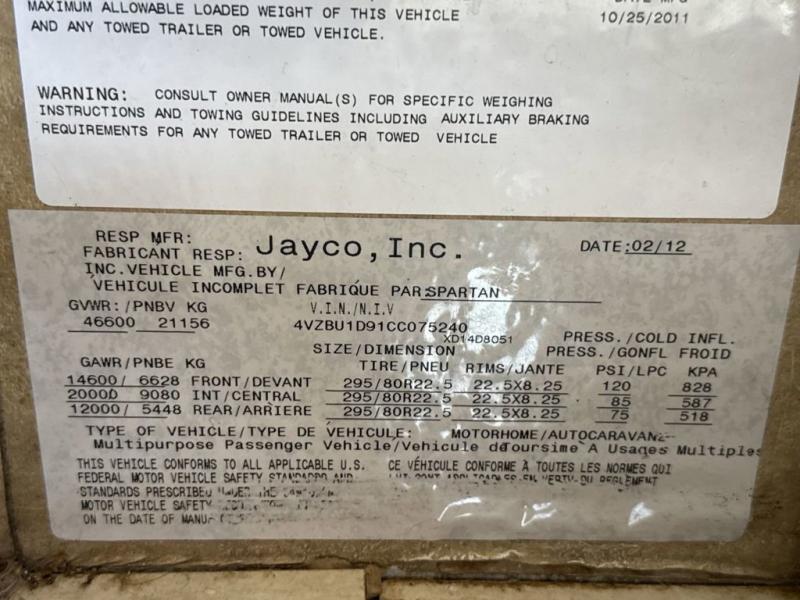 MAXIMUM ALLOWABLE LOADED WEIGHT OF THIS VEHICLE
AND ANY TOWED TRAILER OR TOWED VEHICLE.
10/25/2011
WARNING: CONSULT OWNER MANUAL(S) FOR SPECIFIC WEIGHING
INSTRUCTIONS AND TOWING GUIDELINES INCLUDING AUXILIARY BRAKING
REQUIREMENTS FOR ANY TOWED TRAILER OR TOWED VEHICLE
RESP MFR:
FABRICANT RESP: Jayco, Inc. DATE:02/12
INC.VEHICLE MFG.BY/
VEHICULE INCOMPLET FABRIQUE PAR:SPARTAN
GVWR:/PNBV KG V.I.N./N.I.V
46600 21156 4VZBU1D91CC075240
XD14D8051
SIZE/DIMENSION PRESS./COLD INFL.
TIRE/PNEU RIMS/JANTE PRESS./GONFL FROID
GAWR/PNBE KG PSI/LPC KPA
14600/ 6628 FRONT/DEVANT 295/80R22.5 22.5X8.25 120 828
20000 9080 INT/CENTRAL 295/80R22.5 22.5X8.25 85 587
12000/ 5448 REAR/ARRIERE 295/80R22.5 22.5X8.25 75 518
TYPE OF VEHICLE/TYPE DE VEHICULE: MOTORHOME/AUTOCARAVANE
Multipurpose Passenger Vehicle/Vehicule dToursime A Usages Multiples
THIS VEHICLE CONFORMS TO ALL APPLICABLE U.S. CE VÉHICULE CONFORME À TOUTES LES NORMES QUI
FEDERAL MOTOR VEHICLE SAFETY STANDARDS AND
STANDARDS PRESCRIBED
MOTOR VEHICLE SAFETY
ON THE DATE OF